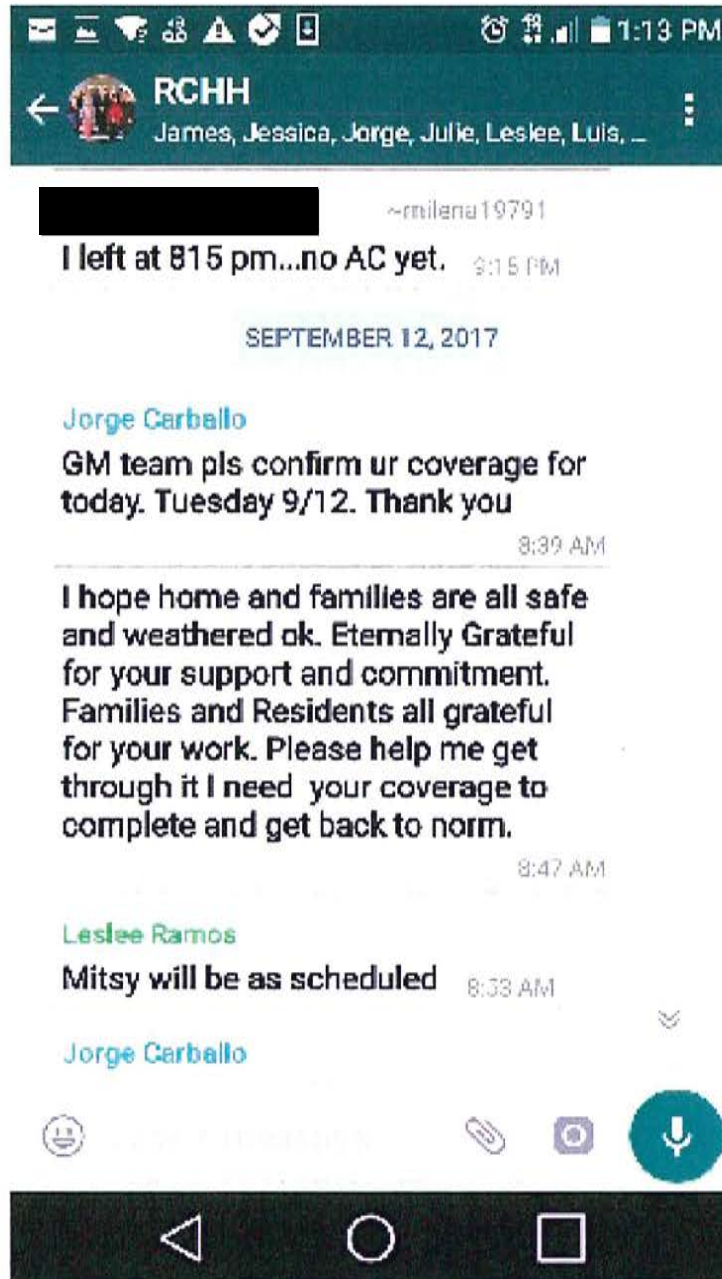 1:13 PM
RCHH
James, Jessica, Jorge, Julie, Leslee, Luis, ...
~milena19791
I left at 815 pm...no AC yet. 9:15 PM
SEPTEMBER 12, 2017
Jorge Carballo
GM team pls confirm ur coverage for
today. Tuesday 9/12. Thank you
8:39 AM
I hope home and families are all safe
and weathered ok. Eternally Grateful
for your support and commitment.
Families and Residents all grateful
for your work. Please help me get
through it I need your coverage to
complete and get back to norm.
8:47 AM
Leslee Ramos
Mitsy will be as scheduled 8:53 AM
Jorge Carballo